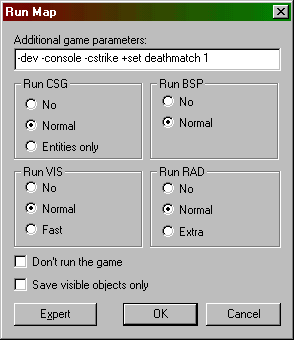 Run Map
Additional game parameters:
-dev -console -cstrike +set deathmatch 1
Run CSG
No
Normal
Entities only
Run BSP
No
Normal
Run VIS
No
Normal
Fast
Run RAD
No
Normal
Extra
Don't run the game
Save visible objects only
Expert OK Cancel